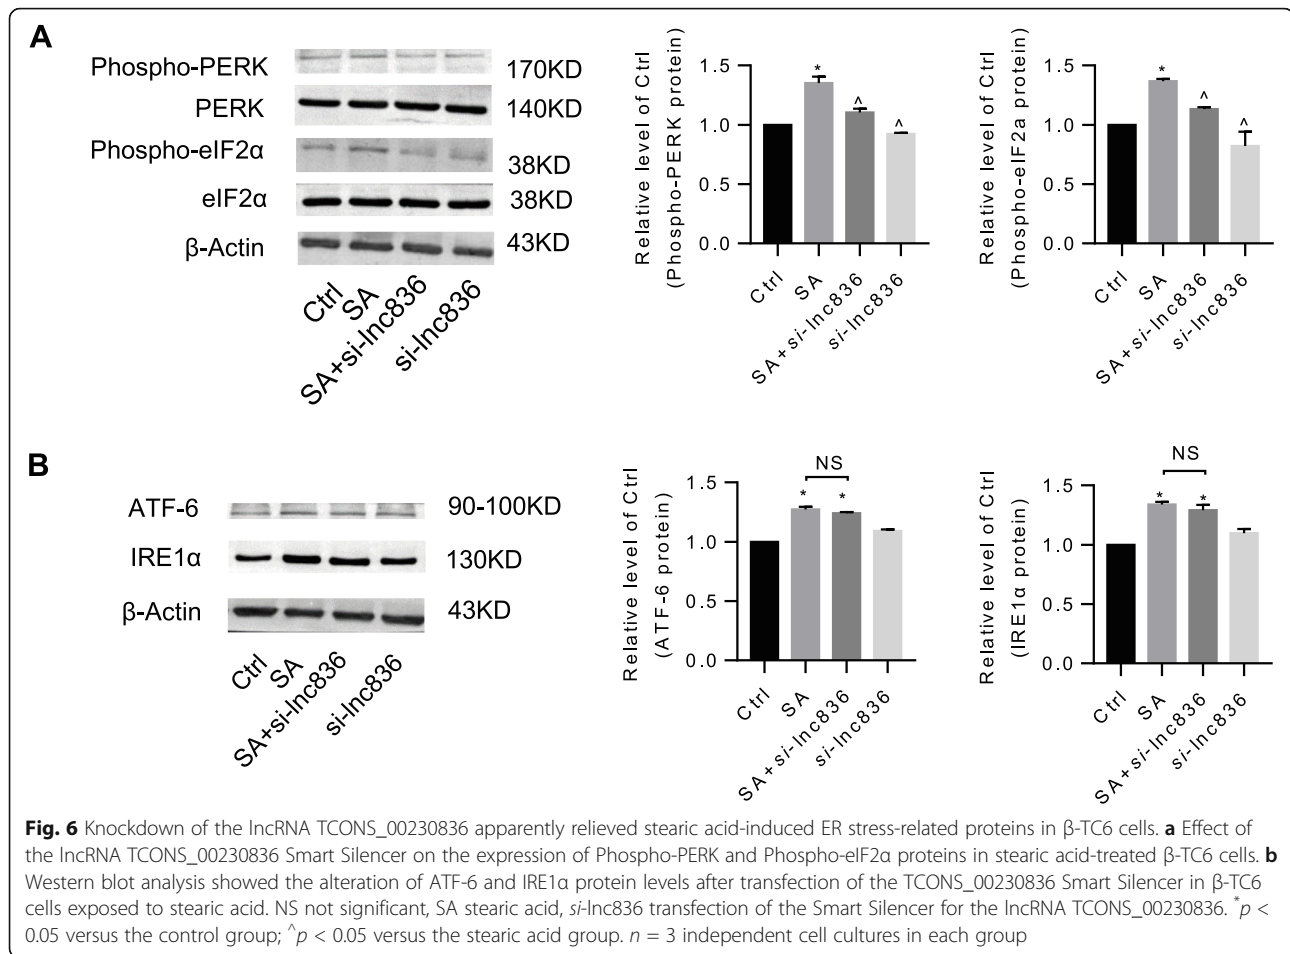 A
Phospho-PERK
170KD
PERK
140KD
Phospho-eIF2α
38KD
eIF2α
38KD
β-Actin
43KD
Ctrl
SA
SA+si-lnc836
si-lnc836
Relative level of Ctrl
(Phospho-PERK protein)
1.5
1.0
0.5
0.0
*
^
^
Ctrl
SA
SA+si-lnc836
si-lnc836
Relative level of Ctrl
(Phospho-eIF2a protein)
1.5
1.0
0.5
0.0
*
^
^
Ctrl
SA
SA+si-lnc836
si-lnc836
B
ATF-6
90-100KD
IRE1α
130KD
β-Actin
43KD
Ctrl
SA
SA+si-lnc836
si-lnc836
Relative level of Ctrl
(ATF-6 protein)
1.5
1.0
0.5
0.0
NS
*
*
Ctrl
SA
SA+si-lnc836
si-lnc836
Relative level of Ctrl
(IRE1α protein)
1.5
1.0
0.5
0.0
NS
*
*
Ctrl
SA
SA+si-lnc836
si-lnc836
Fig. 6 Knockdown of the lncRNA TCONS_00230836 apparently relieved stearic acid-induced ER stress-related proteins in β-TC6 cells. a Effect of
the lncRNA TCONS_00230836 Smart Silencer on the expression of Phospho-PERK and Phospho-eIF2α proteins in stearic acid-treated β-TC6 cells. b
Western blot analysis showed the alteration of ATF-6 and IRE1α protein levels after transfection of the TCONS_00230836 Smart Silencer in β-TC6
cells exposed to stearic acid. NS not significant, SA stearic acid, si-lnc836 transfection of the Smart Silencer for the lncRNA TCONS_00230836. *p <
0.05 versus the control group; ^p < 0.05 versus the stearic acid group. n = 3 independent cell cultures in each group